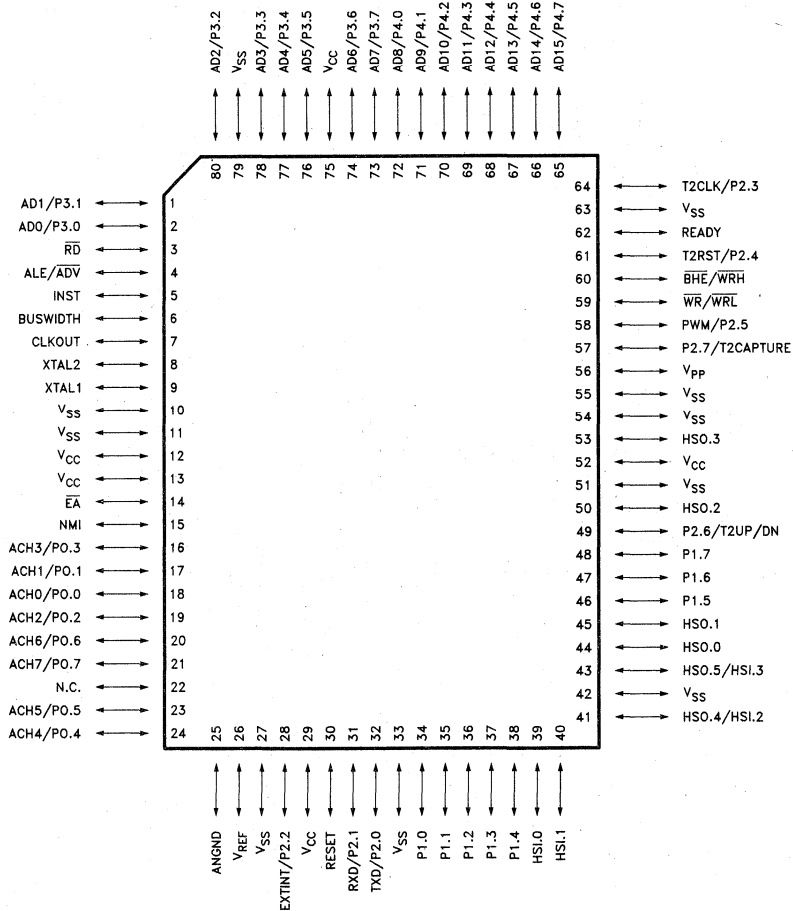 AD2/P3.2
VSS
AD3/P3.3
AD4/P3.4
AD5/P3.5
VCC
AD6/P3.6
AD7/P3.7
AD8/P4.0
AD9/P4.1
AD10/P4.2
AD11/P4.3
AD12/P4.4
AD13/P4.5
AD14/P4.6
AD15/P4.7
80 79 78 77 76 75 74 73 72 71 70 69 68 67 66 65
AD1/P3.1 1
AD0/P3.0 2
RD 3
ALE/ADV 4
INST 5
BUSWIDTH 6
CLKOUT 7
XTAL2 8
XTAL1 9
VSS 10
VSS 11
VCC 12
VCC 13
EA 14
NMI 15
ACH3/P0.3 16
ACH1/P0.1 17
ACH0/P0.0 18
ACH2/P0.2 19
ACH6/P0.6 20
ACH7/P0.7 21
N.C. 22
ACH5/P0.5 23
ACH4/P0.4 24
64 T2CLK/P2.3
63 VSS
62 READY
61 T2RST/P2.4
60 BHE/WRH
59 WR/WRL
58 PWM/P2.5
57 P2.7/T2CAPTURE
56 VPP
55 VSS
54 VSS
53 HSO.3
52 VCC
51 VSS
50 HSO.2
49 P2.6/T2UP/DN
48 P1.7
47 P1.6
46 P1.5
45 HSO.1
44 HSO.0
43 HSO.5/HSI.3
42 VSS
41 HSO.4/HSI.2
25 26 27 28 29 30 31 32 33 34 35 36 37 38 39 40
ANGND
VREF
VSS
EXTINT/P2.2
VCC
RESET
RXD/P2.1
TXD/P2.0
VSS
P1.0
P1.1
P1.2
P1.3
P1.4
HSI.0
HSI.1